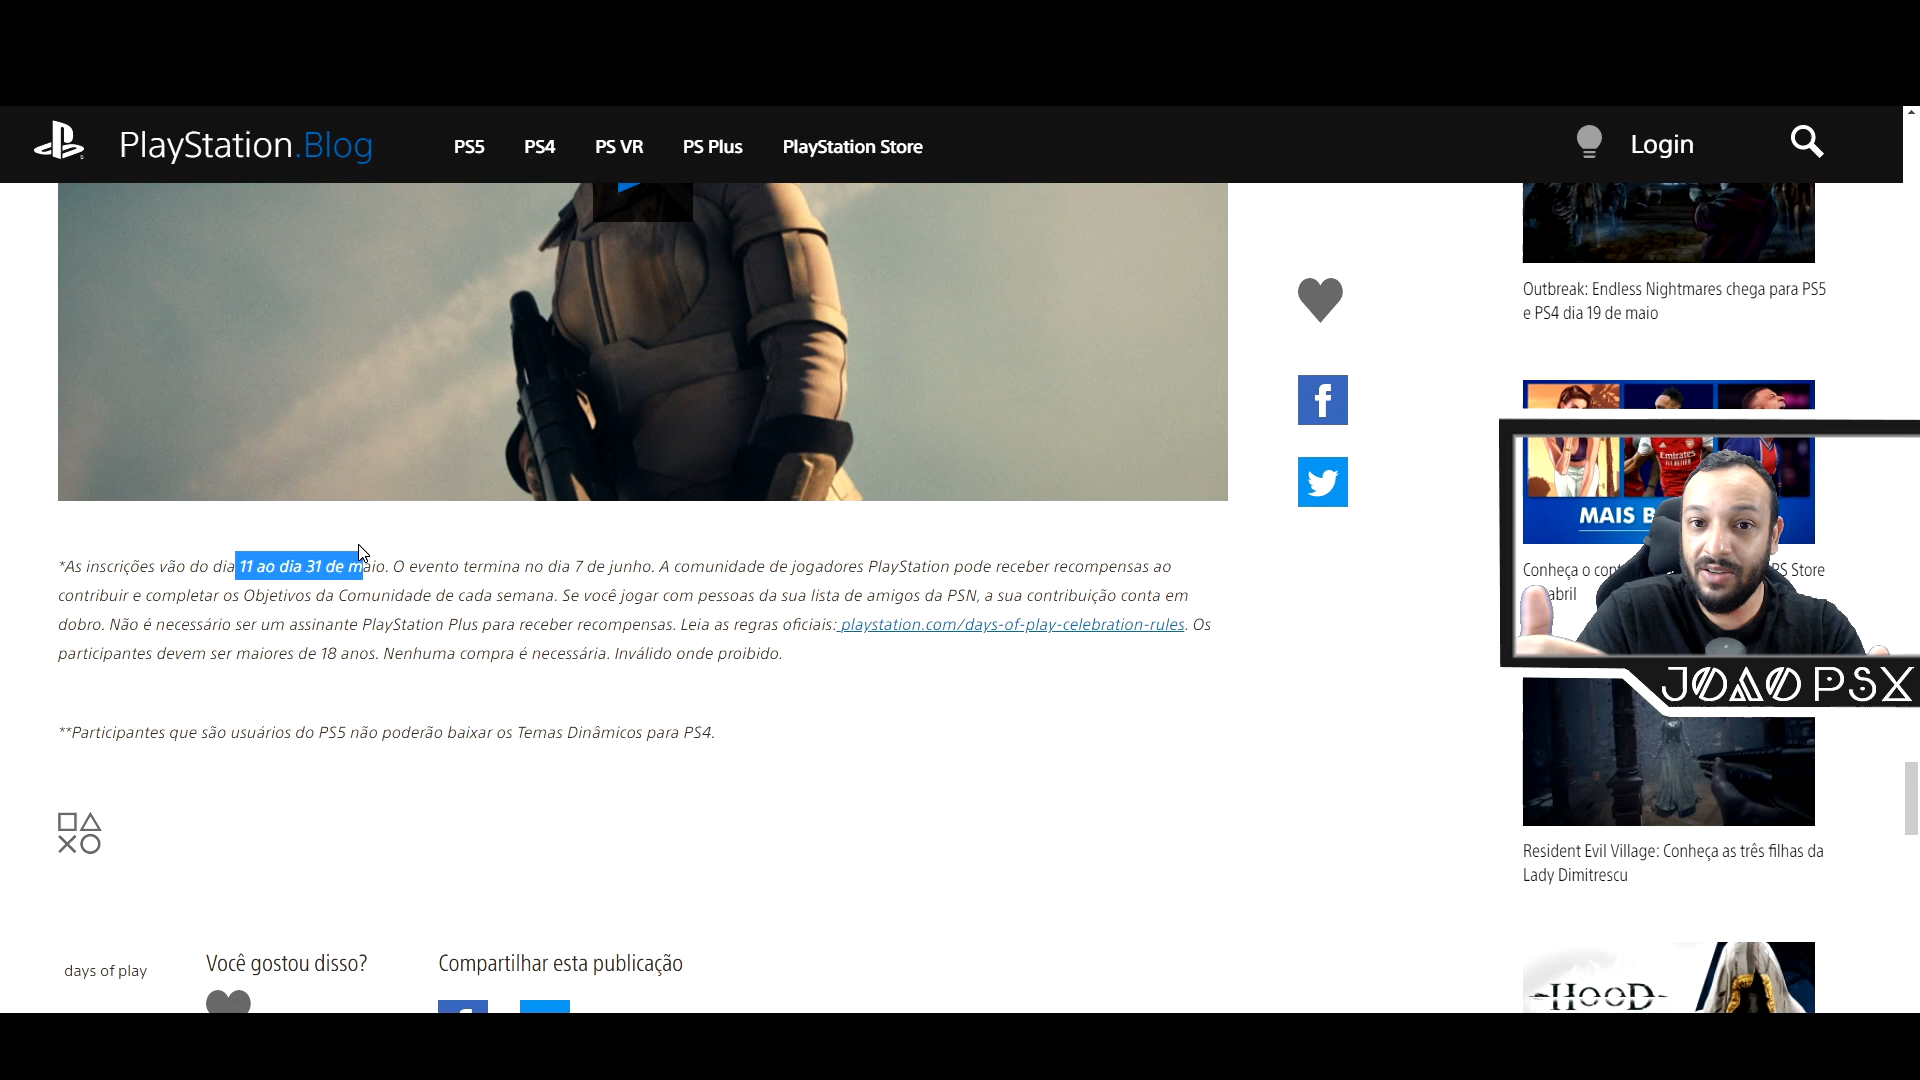 PlayStation.Blog
PS5
PS4
PS VR
PS Plus
PlayStation Store
Login
Outbreak: Endless Nightmares chega para PS5
e PS4 dia 19 de maio
Emirates
MAIS B
*As inscrições vão do dia 11 ao dia 31 de maio. O evento termina no dia 7 de junho. A comunidade de jogadores PlayStation pode receber recompensas ao
contribuir e completar os Objetivos da Comunidade de cada semana. Se você jogar com pessoas da sua lista de amigos da PSN, a sua contribuição conta em
dobro. Não é necessário ser um assinante PlayStation Plus para receber recompensas. Leia as regras oficiais: playstation.com/days-of-play-celebration-rules. Os
participantes devem ser maiores de 18 anos. Nenhuma compra é necessária. Inválido onde proibido.
Conheça o PS Store
abril
JOAO PSX
**Participantes que são usuários do PS5 não poderão baixar os Temas Dinâmicos para PS4.
Resident Evil Village: Conheça as três filhas da
Lady Dimitrescu
days of play
Você gostou disso?
Compartilhar esta publicação
HOOD